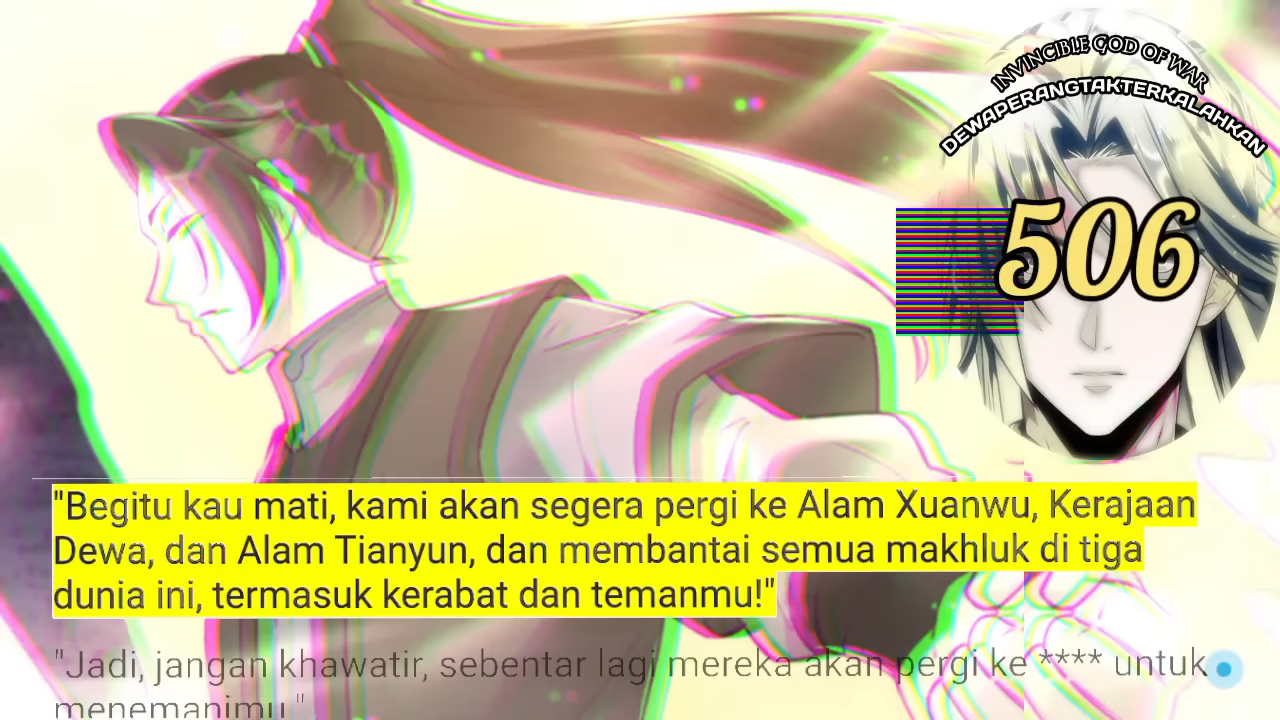 INVINCIBLE GOD OF WAR
DEWAPERANGTAKTERKALAHKAN
506
"Begitu kau mati, kami akan segera pergi ke Alam Xuanwu, Kerajaan
Dewa, dan Alam Tianyun, dan membantai semua makhluk di tiga
dunia ini, termasuk kerabat dan temanmu!"
"Jadi, jangan khawatir, sebentar lagi mereka akan pergi ke **** untuk
menemanimu."